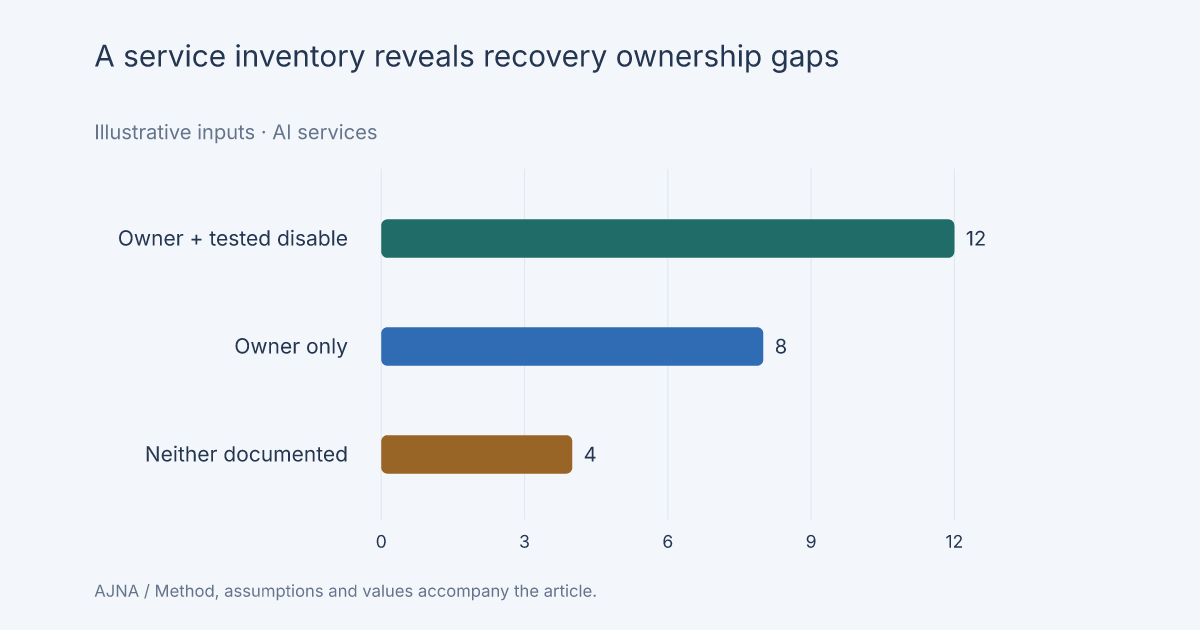 A service inventory reveals recovery ownership gaps
Illustrative inputs · AI services
Owner + tested disable 12
Owner only 8
Neither documented 4
0 3 6 9 12
AJNA / Method, assumptions and values accompany the article.